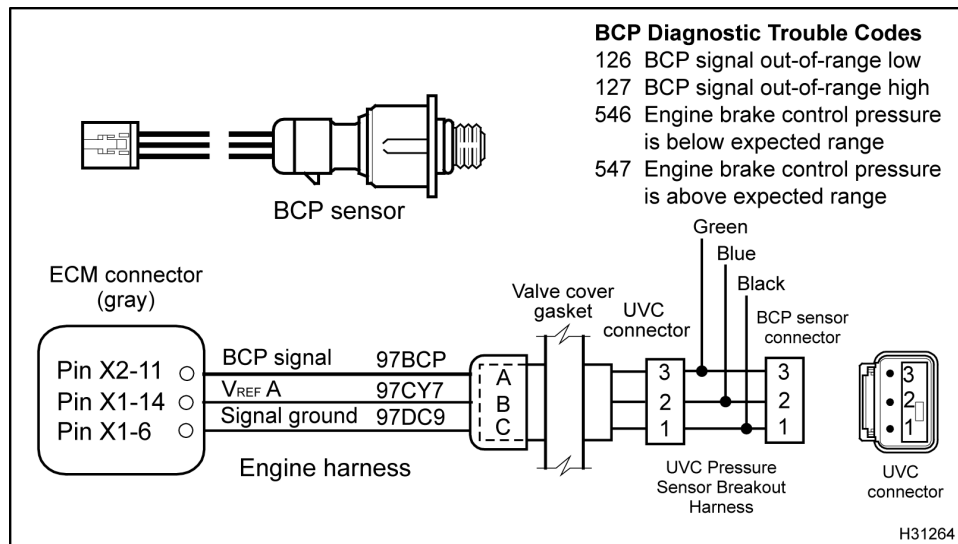 BCP Diagnostic Trouble Codes
126 BCP signal out-of-range low
127 BCP signal out-of-range high
546 Engine brake control pressure
is below expected range
547 Engine brake control pressure
is above expected range
BCP sensor
Green
Blue
Black
ECM connector
(gray)
Valve cover
gasket
UVC
connector
BCP sensor
connector
Pin X2-11
Pin X1-14
Pin X1-6
BCP signal 97BCP
VREF A 97CY7
Signal ground 97DC9
A
B
C
3
2
1
3
2
1
3
2
1
Engine harness
UVC Pressure
Sensor Breakout
Harness
UVC
connector
H31264